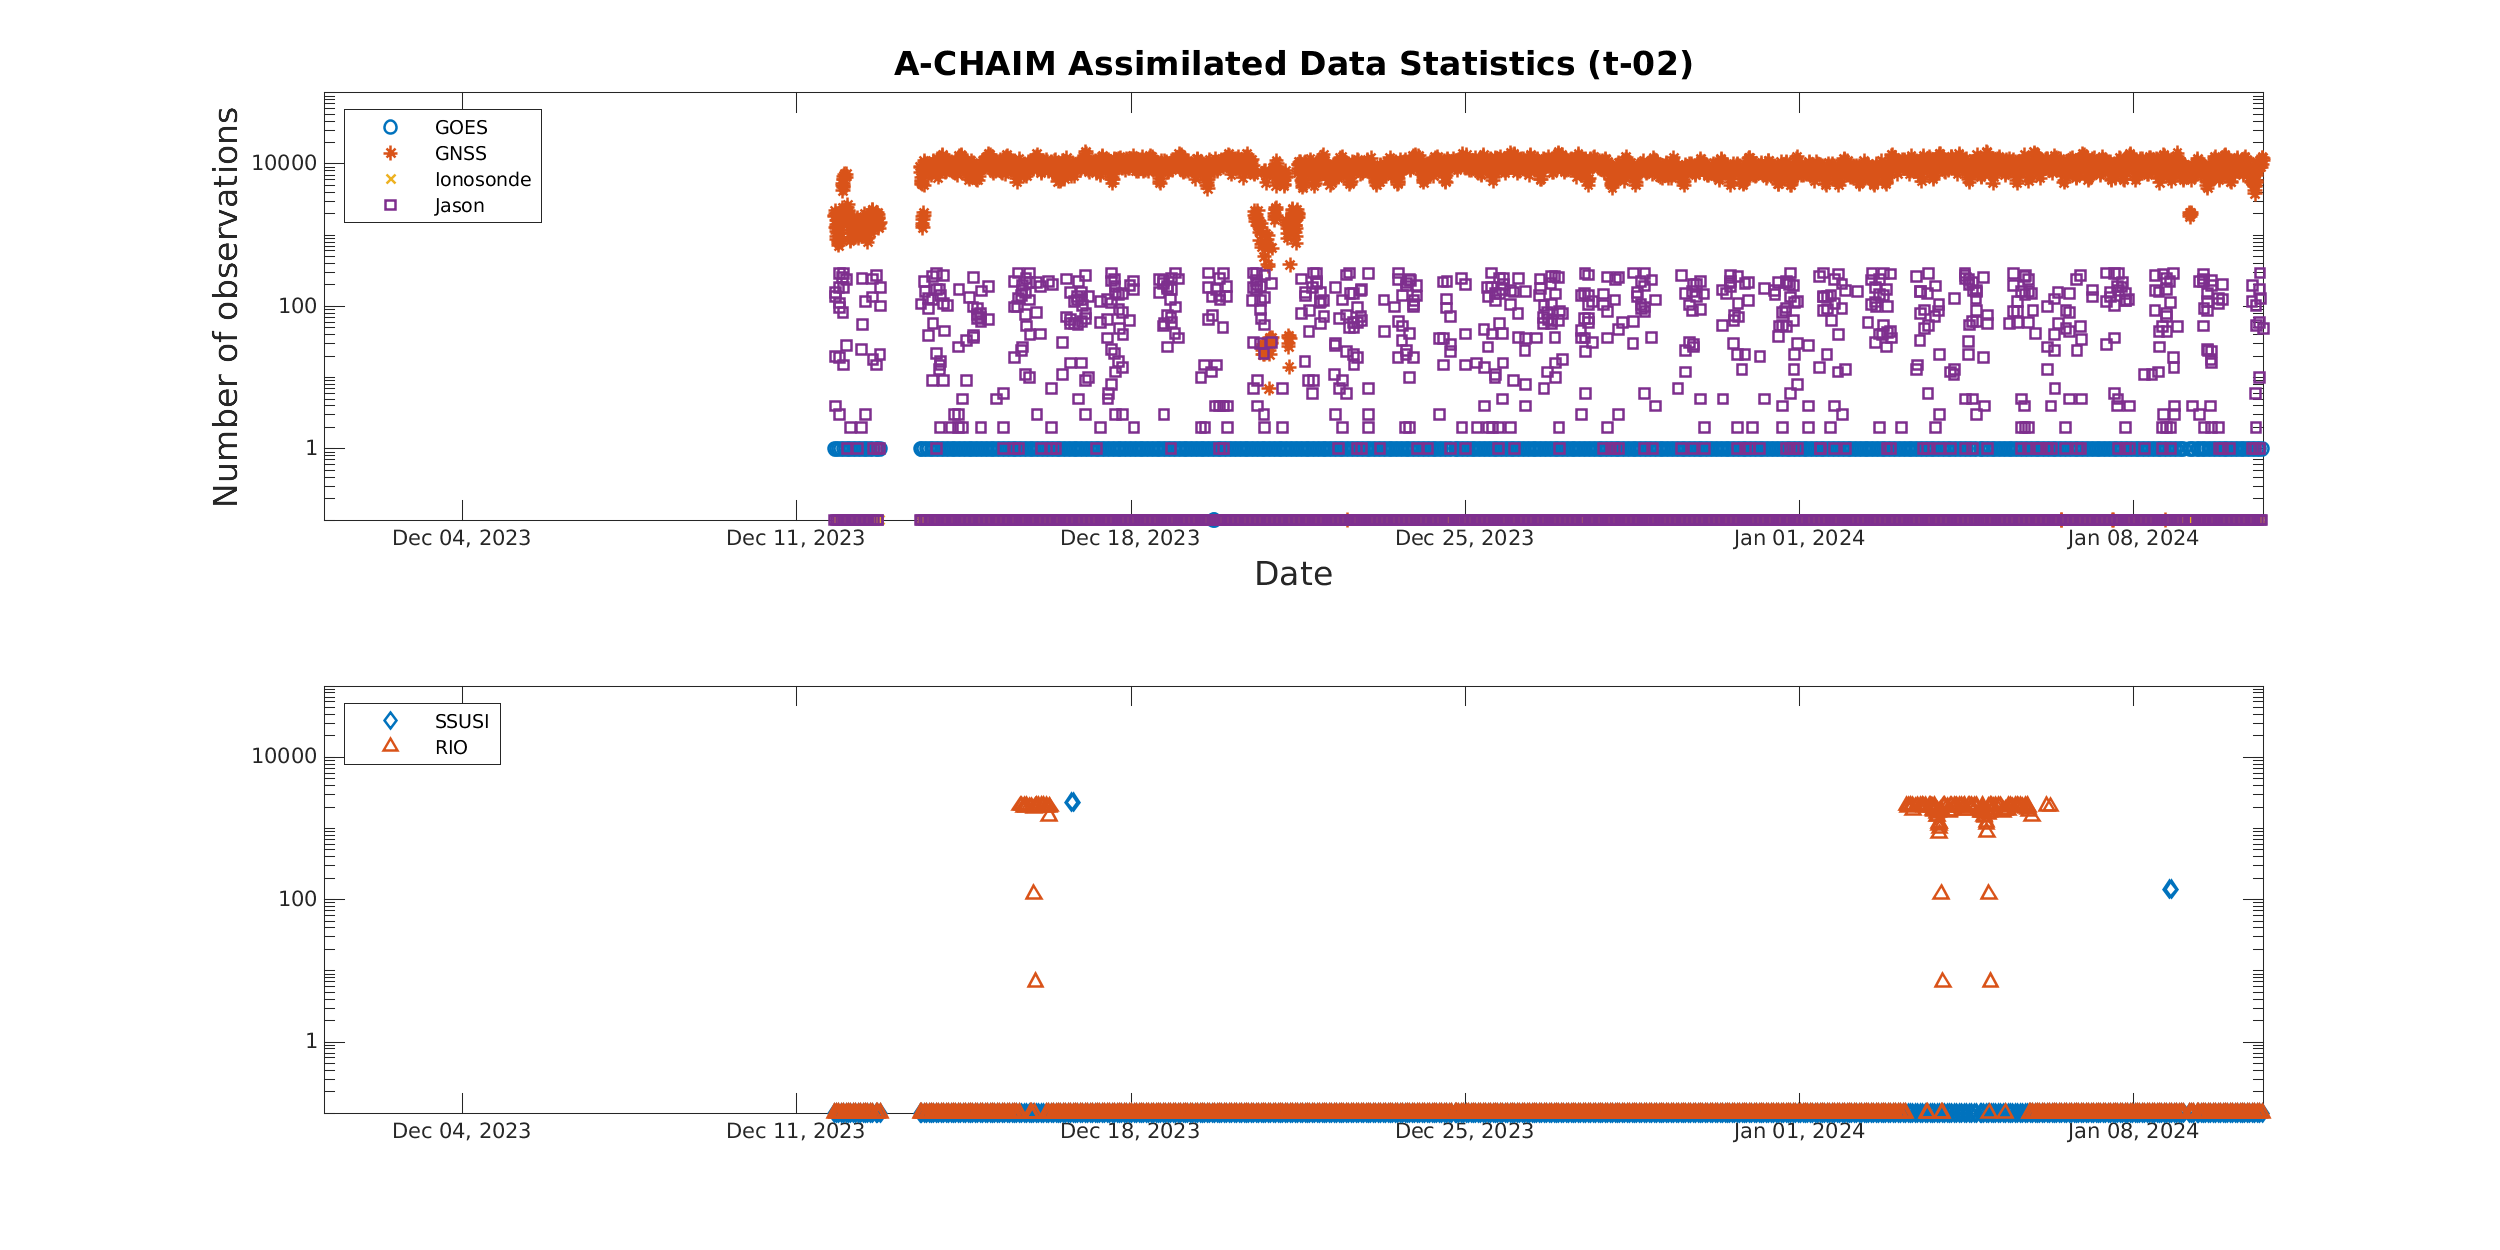 A-CHAIM Assimilated Data Statistics (t-02)
Number of observations
10000
100
1
GOES
GNSS
Ionosonde
Jason
Dec 04, 2023
Dec 11, 2023
Dec 18, 2023
Dec 25, 2023
Jan 01, 2024
Jan 08, 2024
Date
10000
100
1
SSUSI
RIO
Dec 04, 2023
Dec 11, 2023
Dec 18, 2023
Dec 25, 2023
Jan 01, 2024
Jan 08, 2024